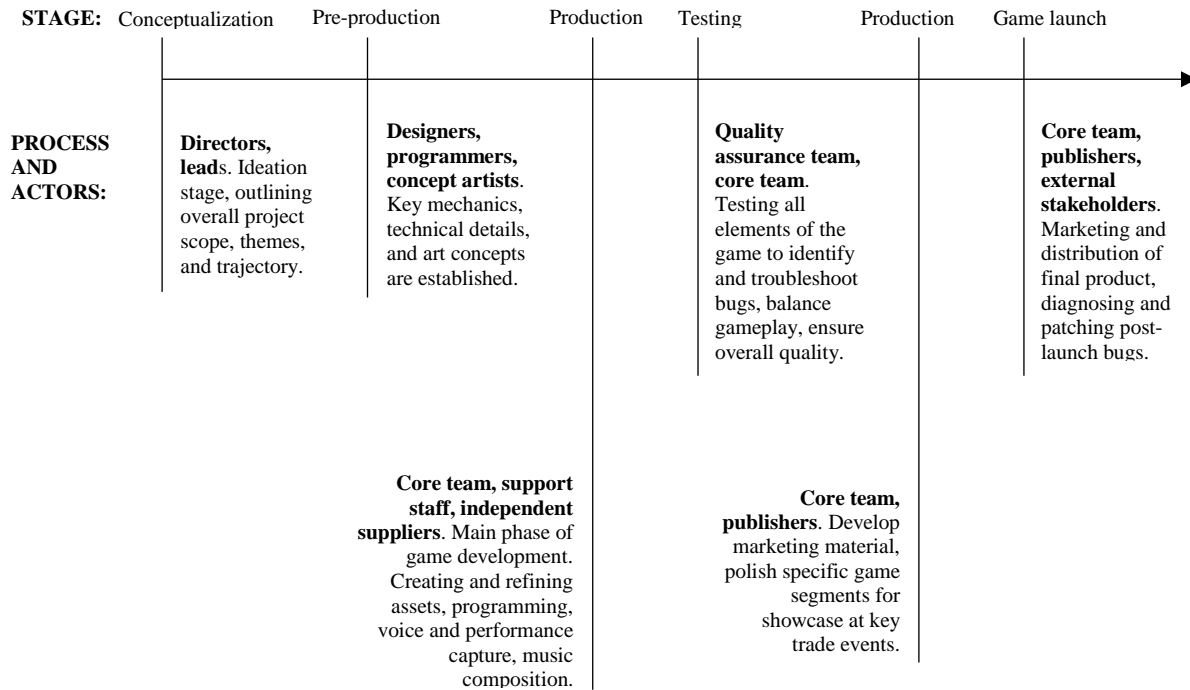 STAGE: Conceptualization Pre-production Production Testing Production Game launch
PROCESS
AND
ACTORS:
Directors,
leads. Ideation
stage, outlining
overall project
scope, themes,
and trajectory.
Designers,
programmers,
concept artists.
Key mechanics,
technical details,
and art concepts
are established.
Core team, support
staff, independent
suppliers. Main phase of
game development.
Creating and refining
assets, programming,
voice and performance
capture, music
composition.
Quality
assurance team,
core team.
Testing all
elements of the
game to identify
and troubleshoot
bugs, balance
gameplay, ensure
overall quality.
Core team,
publishers. Develop
marketing material,
polish specific game
segments for
showcase at key
trade events.
Core team,
publishers,
external
stakeholders.
Marketing and
distribution of
final product,
diagnosing and
patching post-
launch bugs.